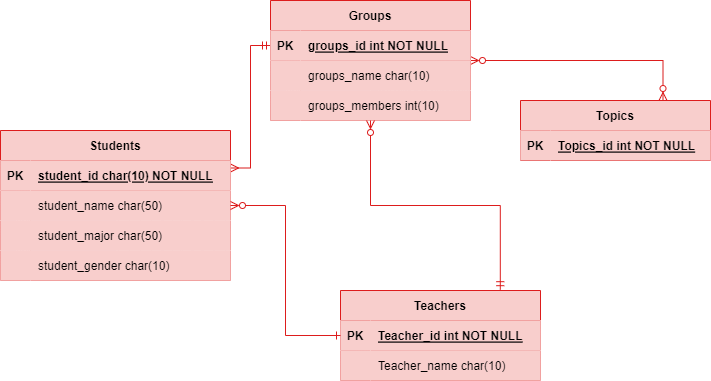 Groups
PK groups_id int NOT NULL
groups_name char(10)
groups_members int(10)
Topics
PK Topics_id int NOT NULL
Students
PK student_id char(10) NOT NULL
student_name char(50)
student_major char(50)
student_gender char(10)
Teachers
PK Teacher_id int NOT NULL
Teacher_name char(10)